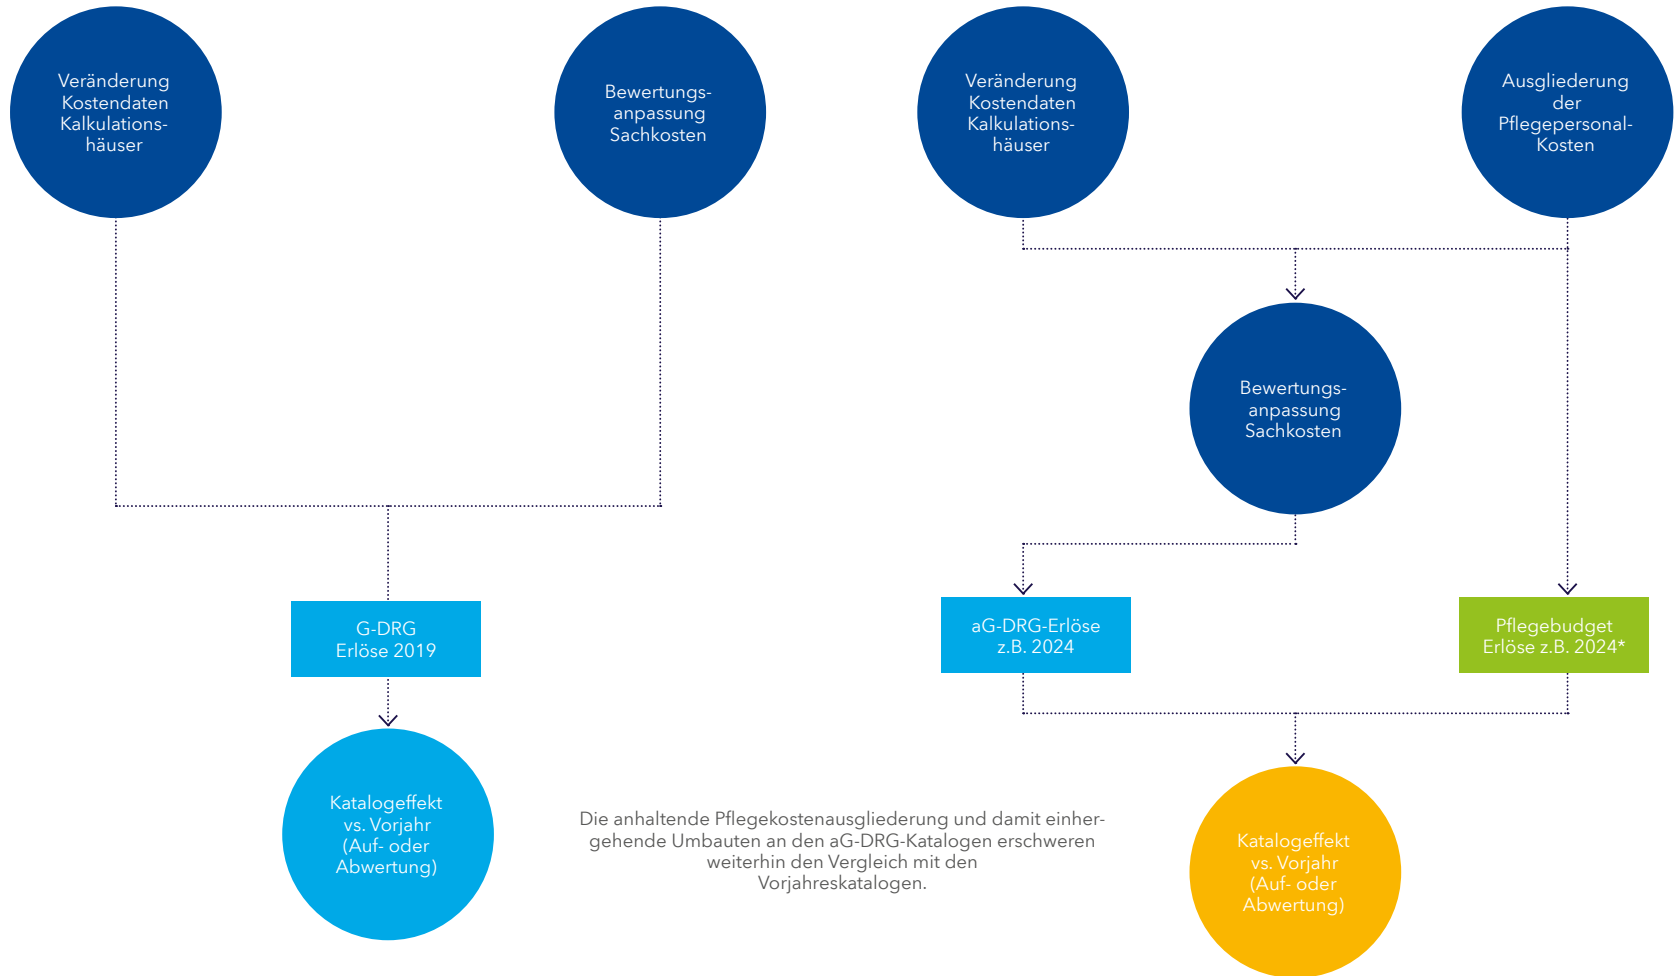 Veränderung
Kostendaten
Kalkulations-
häuser
Bewertungs-
anpassung
Sachkosten
Veränderung
Kostendaten
Kalkulations-
häuser
Ausgliederung
der
Pflegepersonal-
Kosten
Bewertungs-
anpassung
Sachkosten
G-DRG
Erlöse 2019
aG-DRG-Erlöse
z.B. 2024
Pflegebudget
Erlöse z.B. 2024*
Katalogeffekt
vs. Vorjahr
(Auf- oder
Abwertung)
Die anhaltende Pflegekostenausgliederung und damit einher-
gehende Umbauten an den aG-DRG-Katalogen erschweren
weiterhin den Vergleich mit den
Vorjahreskatalogen.
Katalogeffekt
vs. Vorjahr
(Auf- oder
Abwertung)